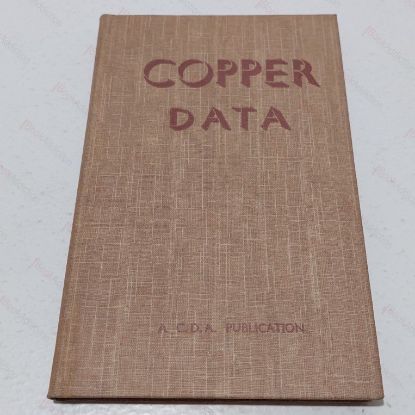 COPPER
DATA
A C.D.A. PUBLICATION